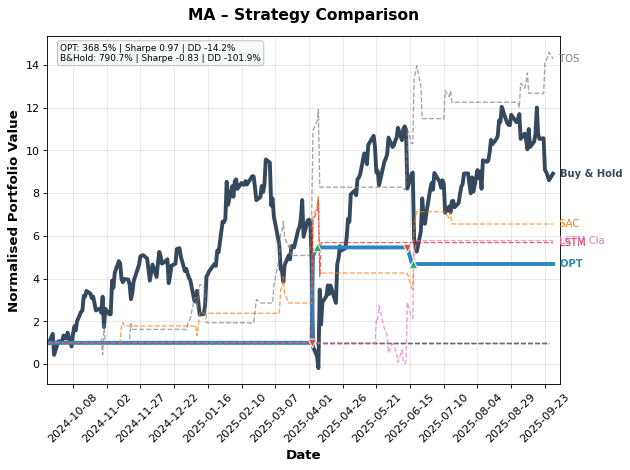 MA – Strategy Comparison
OPT: 368.5% | Sharpe 0.97 | DD -14.2%
B&Hold: 790.7% | Sharpe -0.83 | DD -101.9%
Normalised Portfolio Value
14
12
10
8
6
4
2
0
TOS
Buy & Hold
SAC
LSTM
Cla
OPT
2024-10-08
2024-11-02
2024-11-27
2024-12-22
2025-01-16
2025-02-10
2025-03-07
2025-04-01
2025-04-26
2025-05-21
2025-06-15
2025-07-10
2025-08-04
2025-08-29
2025-09-23
Date